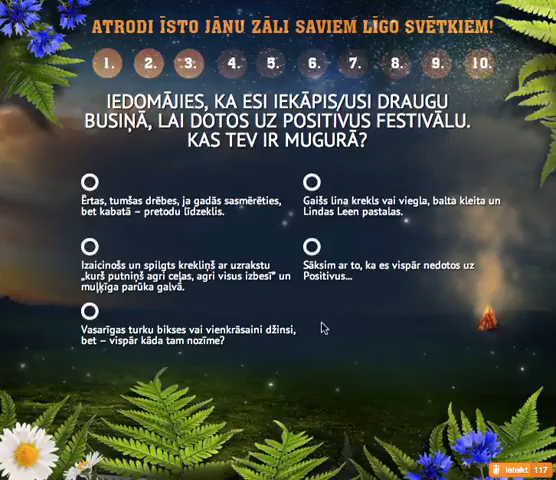 ATRODI ĪSTO JĀŅU ZĀLI SAVIEM LĪGO SVĒTKIEM!
1. 2. 3. 4. 5. 6. 7. 8. 9. 10.
IEDOMĀJIES, KA ESI IEKĀPIS/USI DRAUGU
BUSIŅĀ, LAI DOTOS UZ POSITIVUS FESTIVĀLU.
KAS TEV IR MUGURĀ?
Ērtas, tumšas drēbes, ja gadās sasmērēties,
bet kabatā – pretodu līdzeklis.
Gaišs lina krekls vai viegla, balta kleita un
Lindas Leen pastalas.
Izaicinošs un spilgts krekliņš ar uzrakstu
„kurš putniņš agri ceļas, agri visus izbesī" un
muļķīga parūka galvā.
Sāksim ar to, ka es vispār nedotos uz
Positivus...
Vasarīgas turku bikses vai vienkrāsaini džinsi,
bet – vispār kāda tam nozīme?
Ieteikt 117